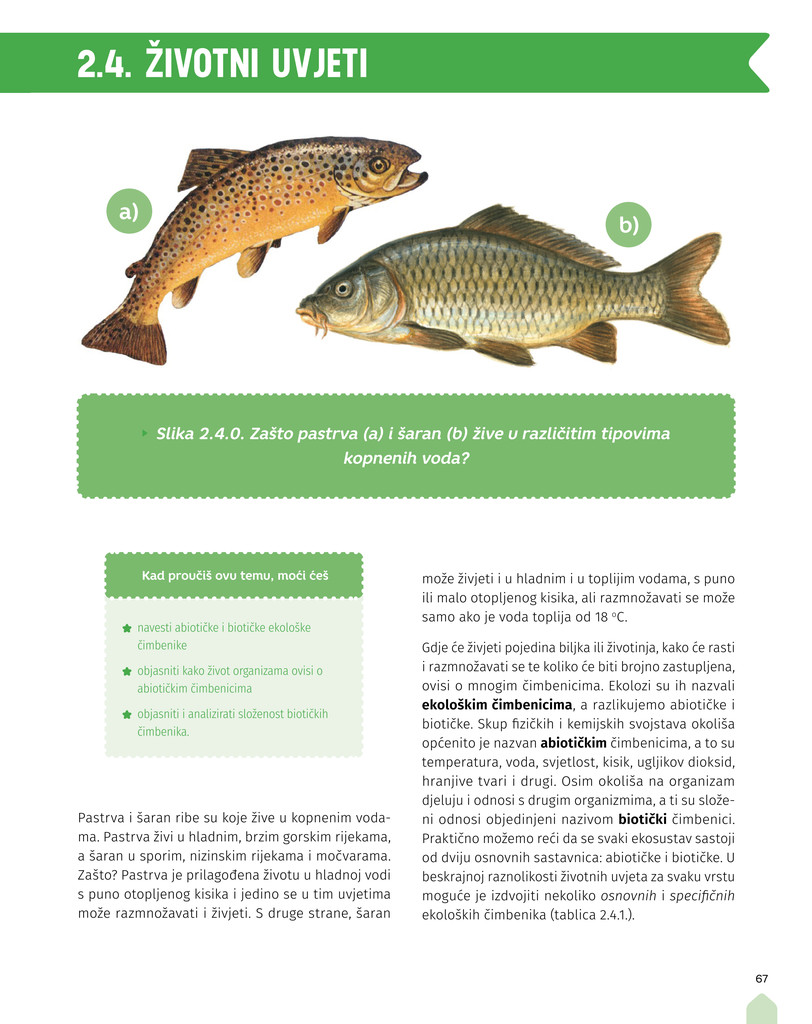 2.4. ŽIVOTNI UVJETI
a)
b)
Slika 2.4.0. Zašto pastrva (a) i šaran (b) žive u različitim tipovima
kopnenih voda?
Kad proučiš ovu temu, moći ćeš
navesti abiotičke i biotičke ekološke
čimbenike
objasniti kako život organizama ovisi o
abiotičkim čimbenicima
objasniti i analizirati složenost biotičkih
čimbenika.
Pastrva i šaran ribe su koje žive u kopnenim voda-
ma. Pastrva živi u hladnim, brzim gorskim rijekama,
a šaran u sporim, nizinskim rijekama i močvarama.
Zašto? Pastrva je prilagođena životu u hladnoj vodi
s puno otopljenog kisika i jedino se u tim uvjetima
može razmnožavati i živjeti. S druge strane, šaran
može živjeti i u hladnim i u toplijim vodama, s puno
ili malo otopljenog kisika, ali razmnožavati se može
samo ako je voda toplija od 18 ºC.
Gdje će živjeti pojedina biljka ili životinja, kako će rasti
i razmnožavati se te koliko će biti brojno zastupljena,
ovisi o mnogim čimbenicima. Ekolozi su ih nazvali
ekološkim čimbenicima, a razlikujemo abiotičke i
biotičke. Skup fizičkih i kemijskih svojstava okoliša
općenito je nazvan abiotičkim čimbenicima, a to su
temperatura, voda, svjetlost, kisik, ugljikov dioksid,
hranjive tvari i drugi. Osim okoliša na organizam
djeluju i odnosi s drugim organizmima, a ti su slože-
ni odnosi objedinjeni nazivom biotički čimbenici.
Praktično možemo reći da se svaki ekosustav sastoji
od dviju osnovnih sastavnica: abiotičke i biotičke. U
beskrajnoj raznolikosti životnih uvjeta za svaku vrstu
moguće je izdvojiti nekoliko osnovnih i specifičnih
ekoloških čimbenika (tablica 2.4.1.).
67